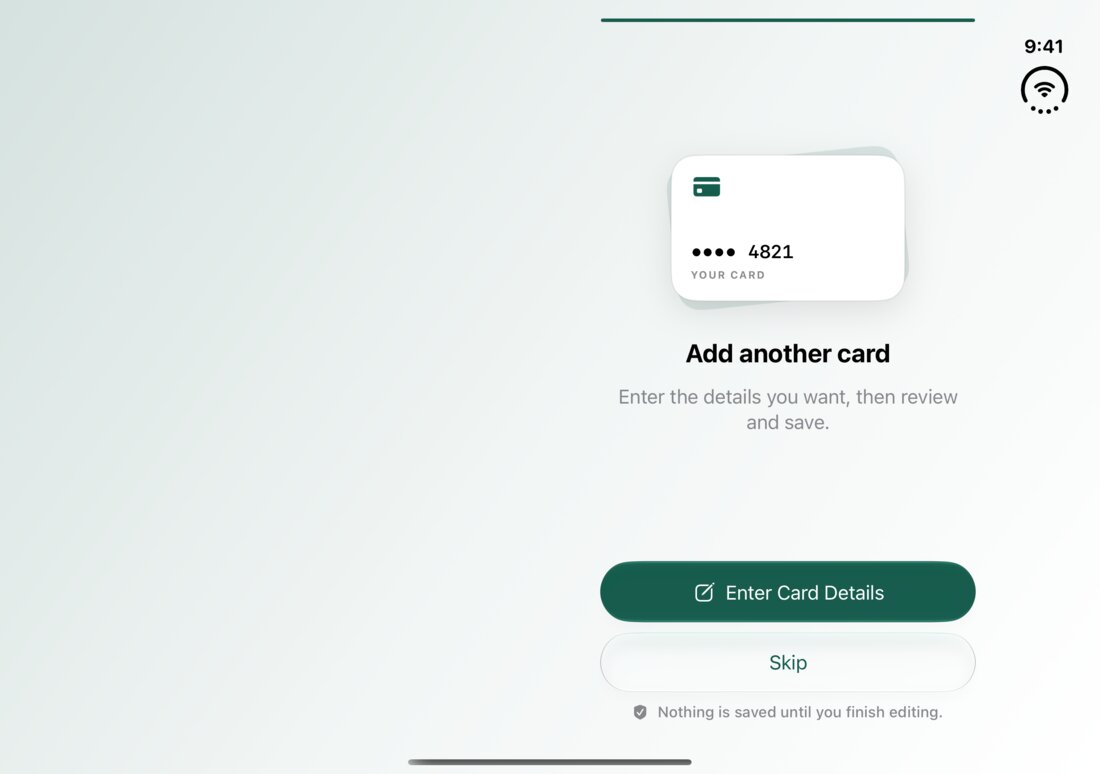 9:41
•••• 4821
YOUR CARD
Add another card
Enter the details you want, then review
and save.
Enter Card Details
Skip
Nothing is saved until you finish editing.